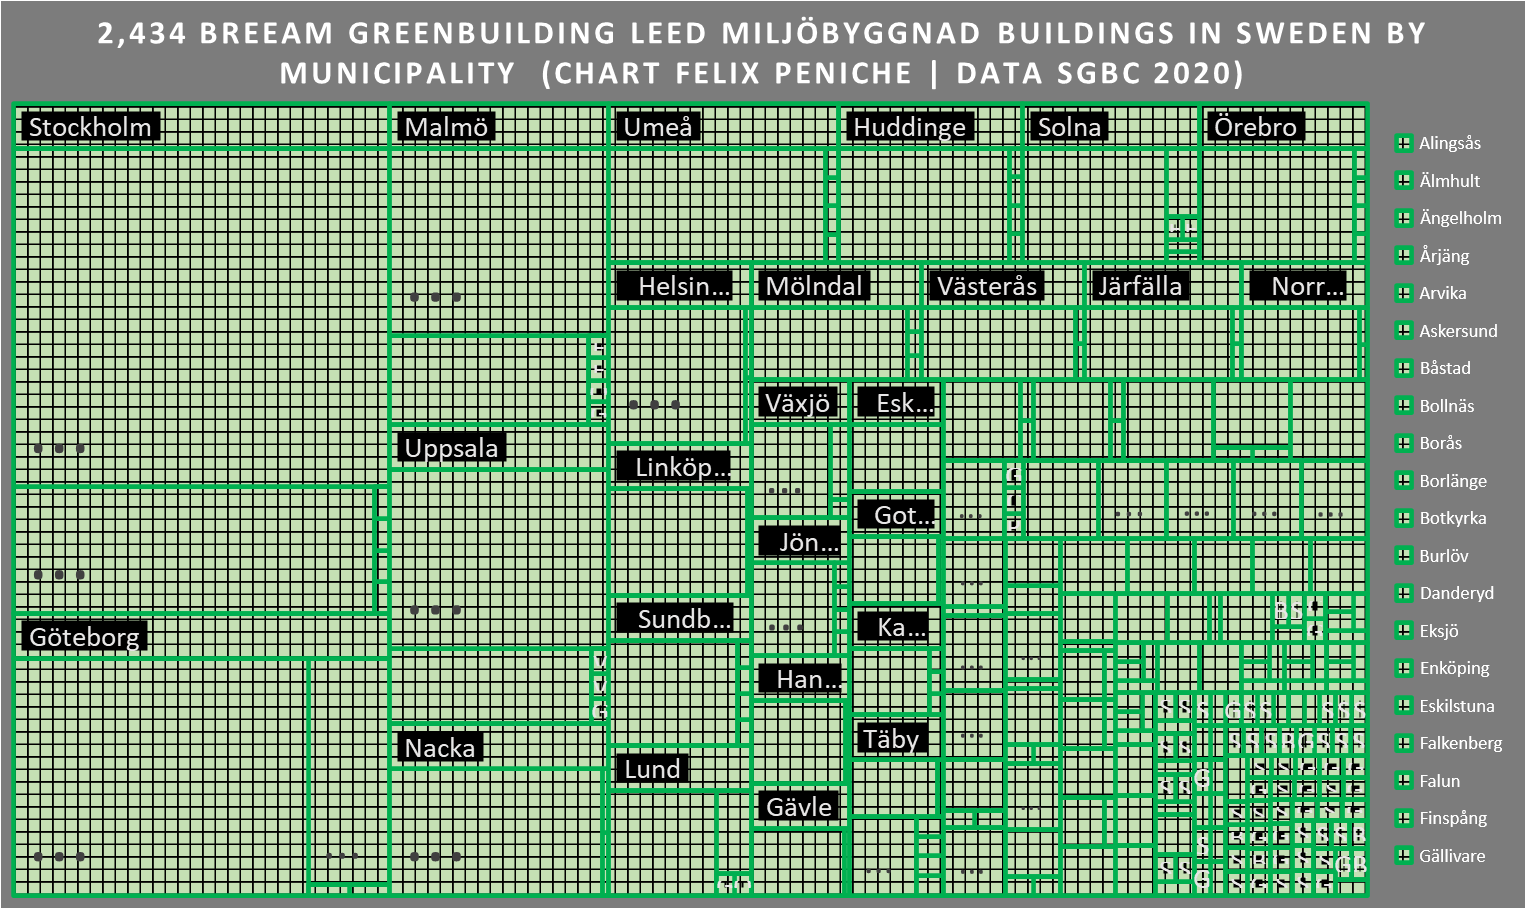 2,434 BREEAM GREENBUILDING LEED MILJÖBYGGNAD BUILDINGS IN SWEDEN BY
MUNICIPALITY (CHART FELIX PENICHE | DATA SGBC 2020)
Stockholm
Malmö
Umeå
Huddinge
Solna
Örebro
Helsin...
Mölndal
Västerås
Järfälla
Norr...
Växjö
Esk...
Uppsala
Linköp...
Got...
Jön...
Göteborg
Sundb...
Ka...
Han...
Nacka
Lund
Täby
Gävle
Alingsås
Älmhult
Ängelholm
Årjäng
Arvika
Askersund
Båstad
Bollnäs
Borås
Borlänge
Botkyrka
Burlöv
Danderyd
Eksjö
Enköping
Eskilstuna
Falkenberg
Falun
Finspång
Gällivare